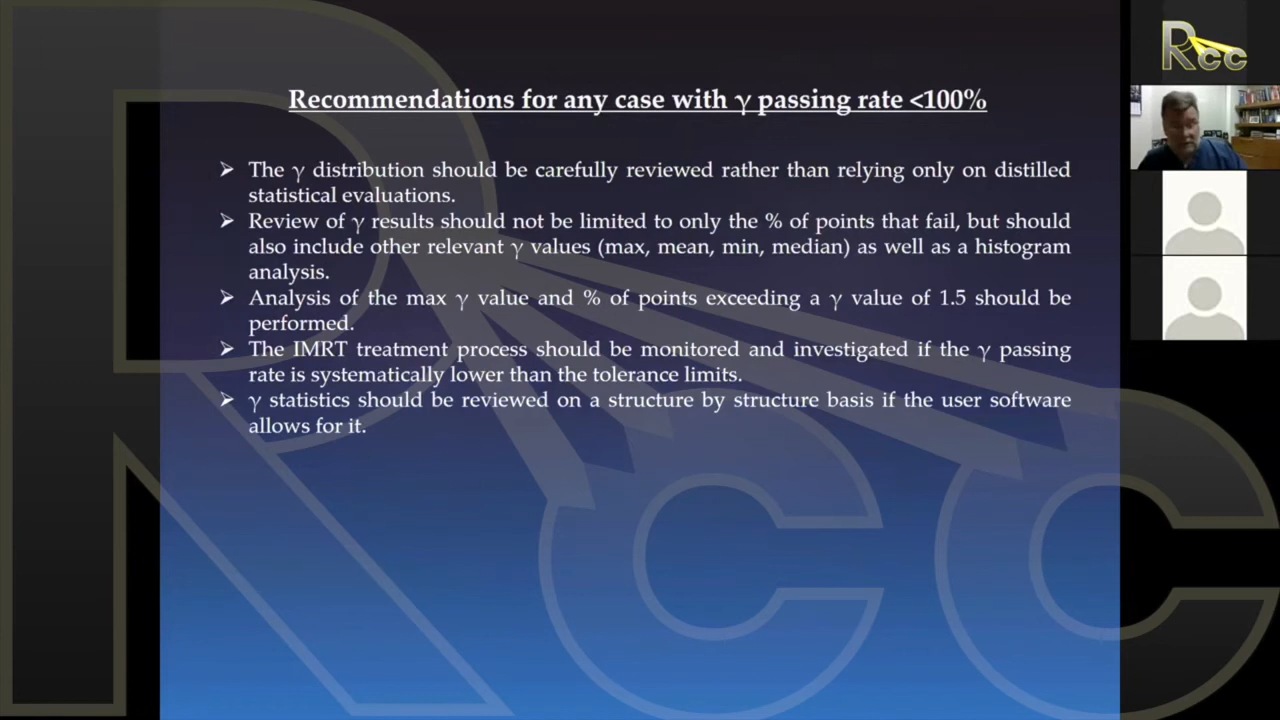 Recommendations for any case with γ passing rate <100%
➢ The γ distribution should be carefully reviewed rather than relying only on distilled
statistical evaluations.
➢ Review of γ results should not be limited to only the % of points that fail, but should
also include other relevant γ values (max, mean, min, median) as well as a histogram
analysis.
➢ Analysis of the max γ value and % of points exceeding a γ value of 1.5 should be
performed.
➢ The IMRT treatment process should be monitored and investigated if the γ passing
rate is systematically lower than the tolerance limits.
➢ γ statistics should be reviewed on a structure by structure basis if the user software
allows for it.
Rcc
Rcc